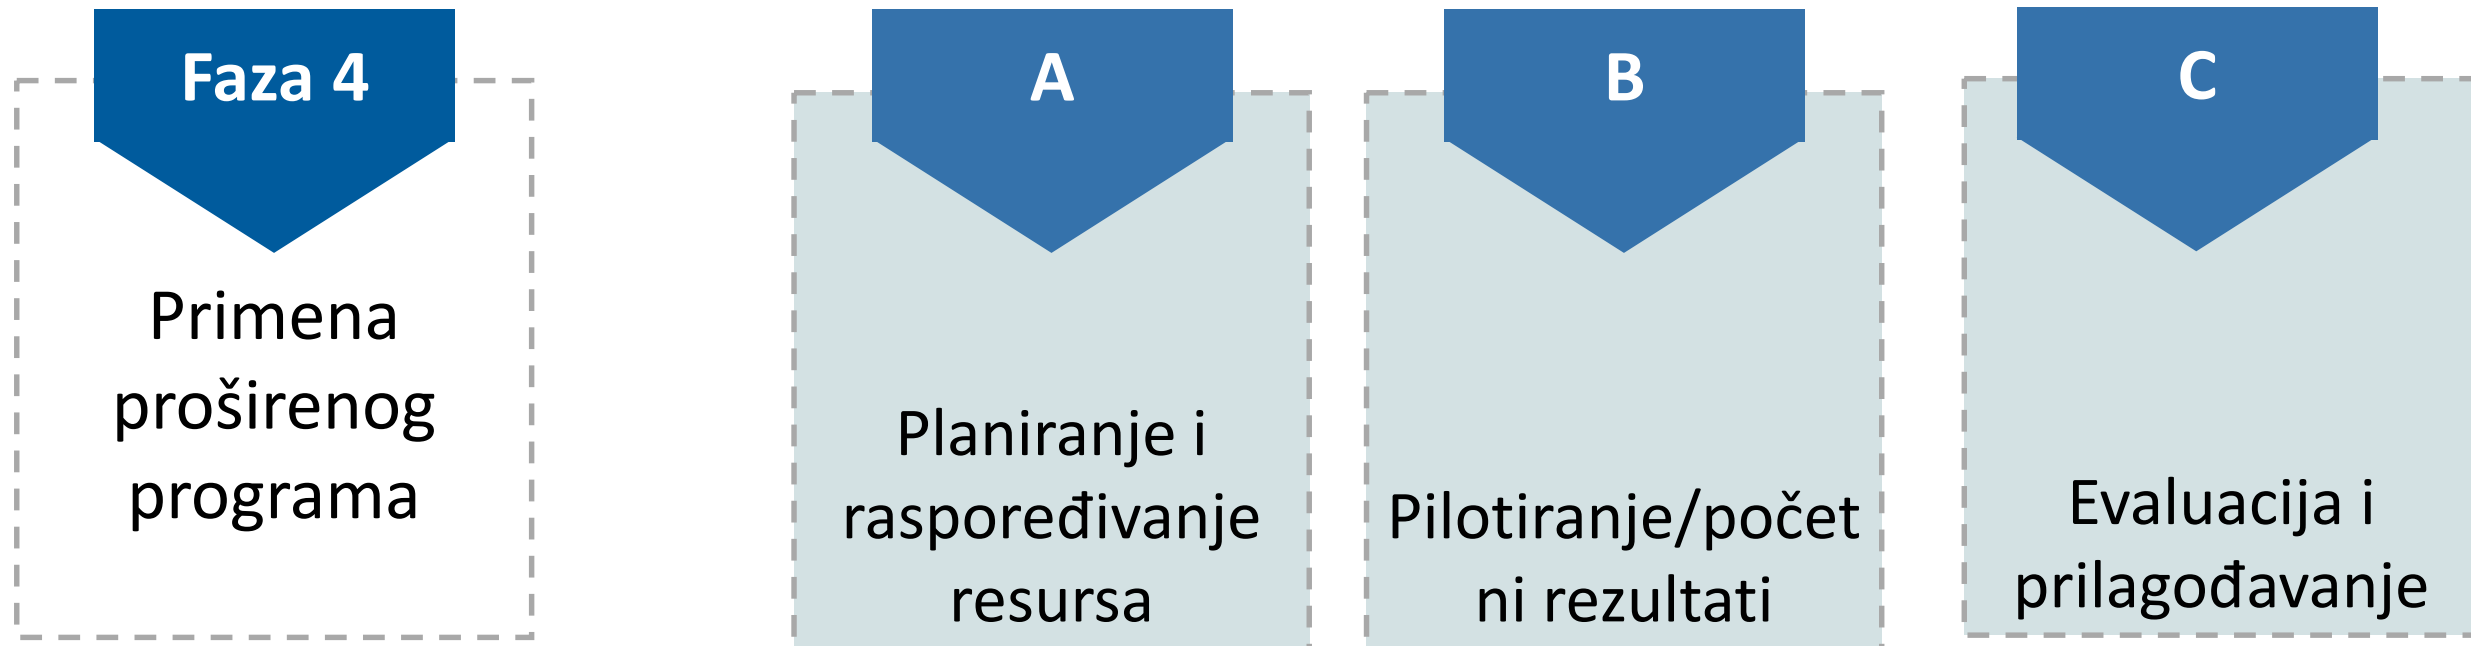 Faza 4
Primena
proširenog
programa
A
Planiranje i
raspoređivanje
resursa
B
Pilotiranje/počet
ni rezultati
C
Evaluacija i
prilagođavanje